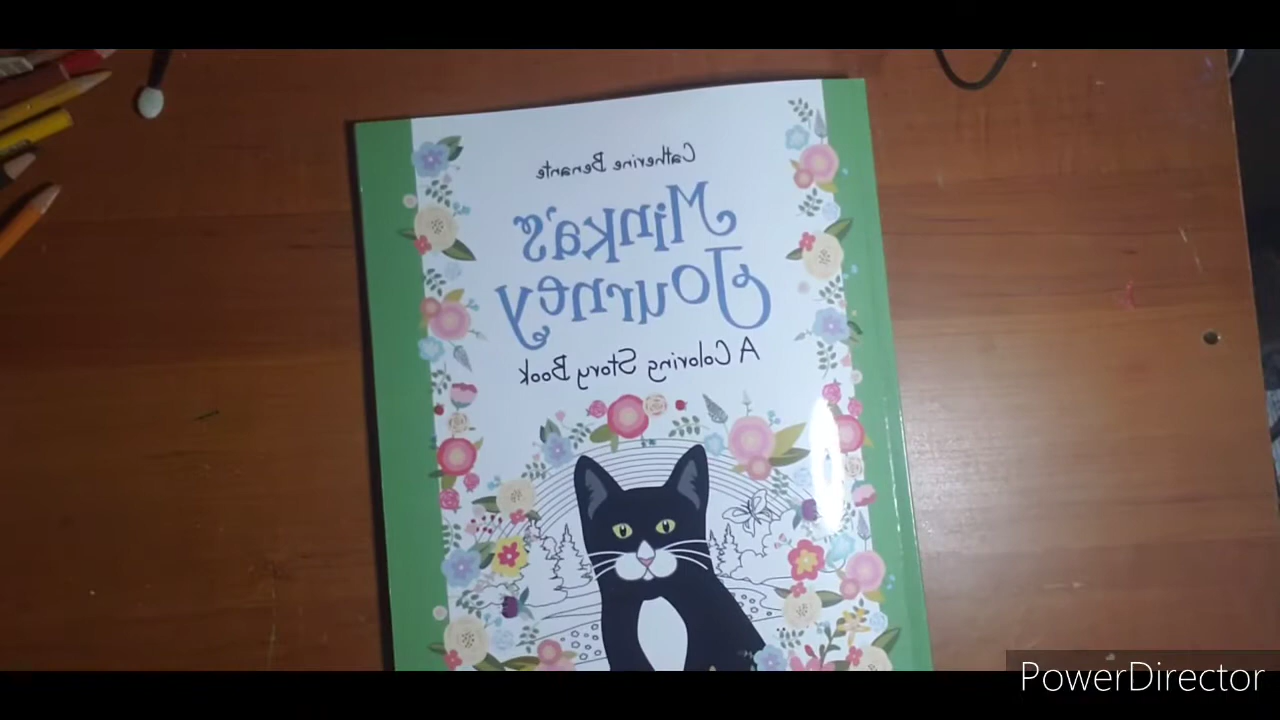 Catherine Benante
Minka's
Journey
A Coloring Story Book
PowerDirector